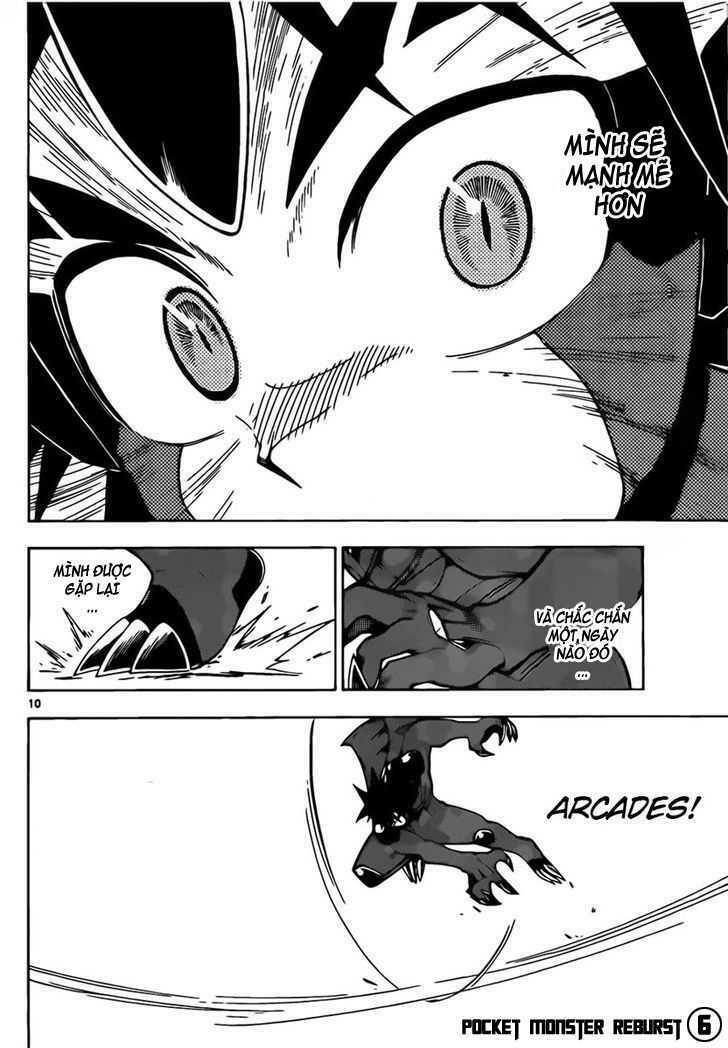 MÌNH SẼ
MẠNH MẼ
HƠN
VÀ CHẮC CHẮN
MỘT NGÀY
NÀO ĐÓ
...
MÌNH ĐƯỢC
GẶP LẠI
...
10
ARCADES!
POCKET MONSTER REBURST 6